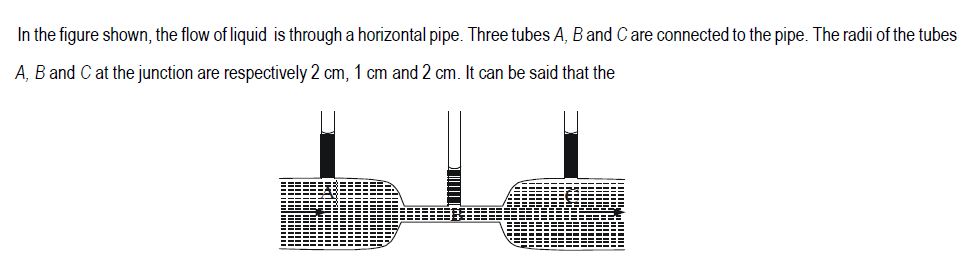 In the figure shown, the flow of liquid is through a horizontal pipe. Three tubes A, B and C are connected to the pipe. The radii of the tubes
A, B and C at the junction are respectively 2 cm, 1 cm and 2 cm. It can be said that the
A B C